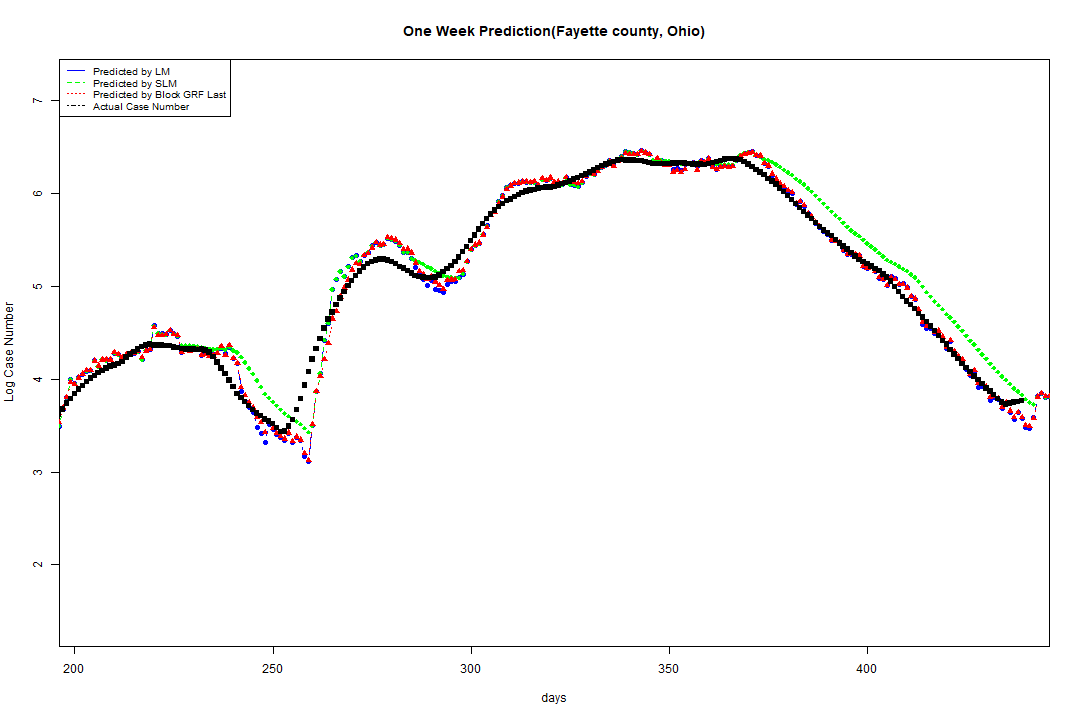 One Week Prediction(Fayette county, Ohio)
Predicted by LM
Predicted by SLM
Predicted by Block GRF Last
Actual Case Number
7
6
5
4
3
2
Log Case Number
200 250 300 350 400
days